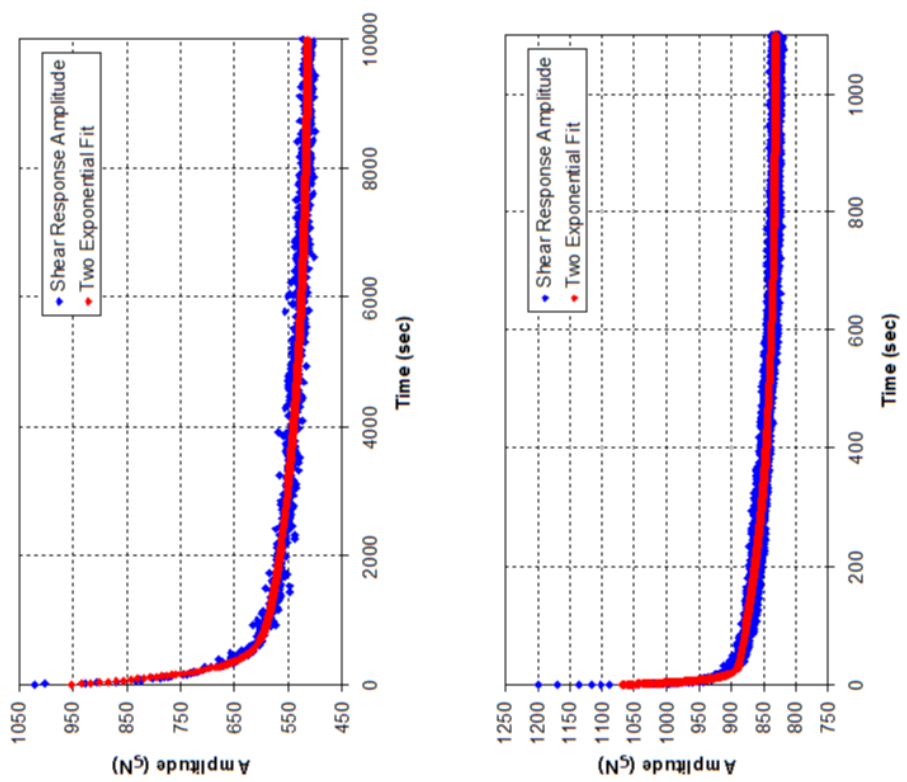 Amplitude (gN)
1250
1200
1150
1100
1050
1000
950
900
850
800
750
Shear Response Amplitude
Two Exponential Fit
0 200 400 600 800 1000
Time (sec)
Amplitude (gN)
1050
950
850
750
650
550
450
Shear Response Amplitude
Two Exponential Fit
0 2000 4000 6000 8000 10000
Time (sec)